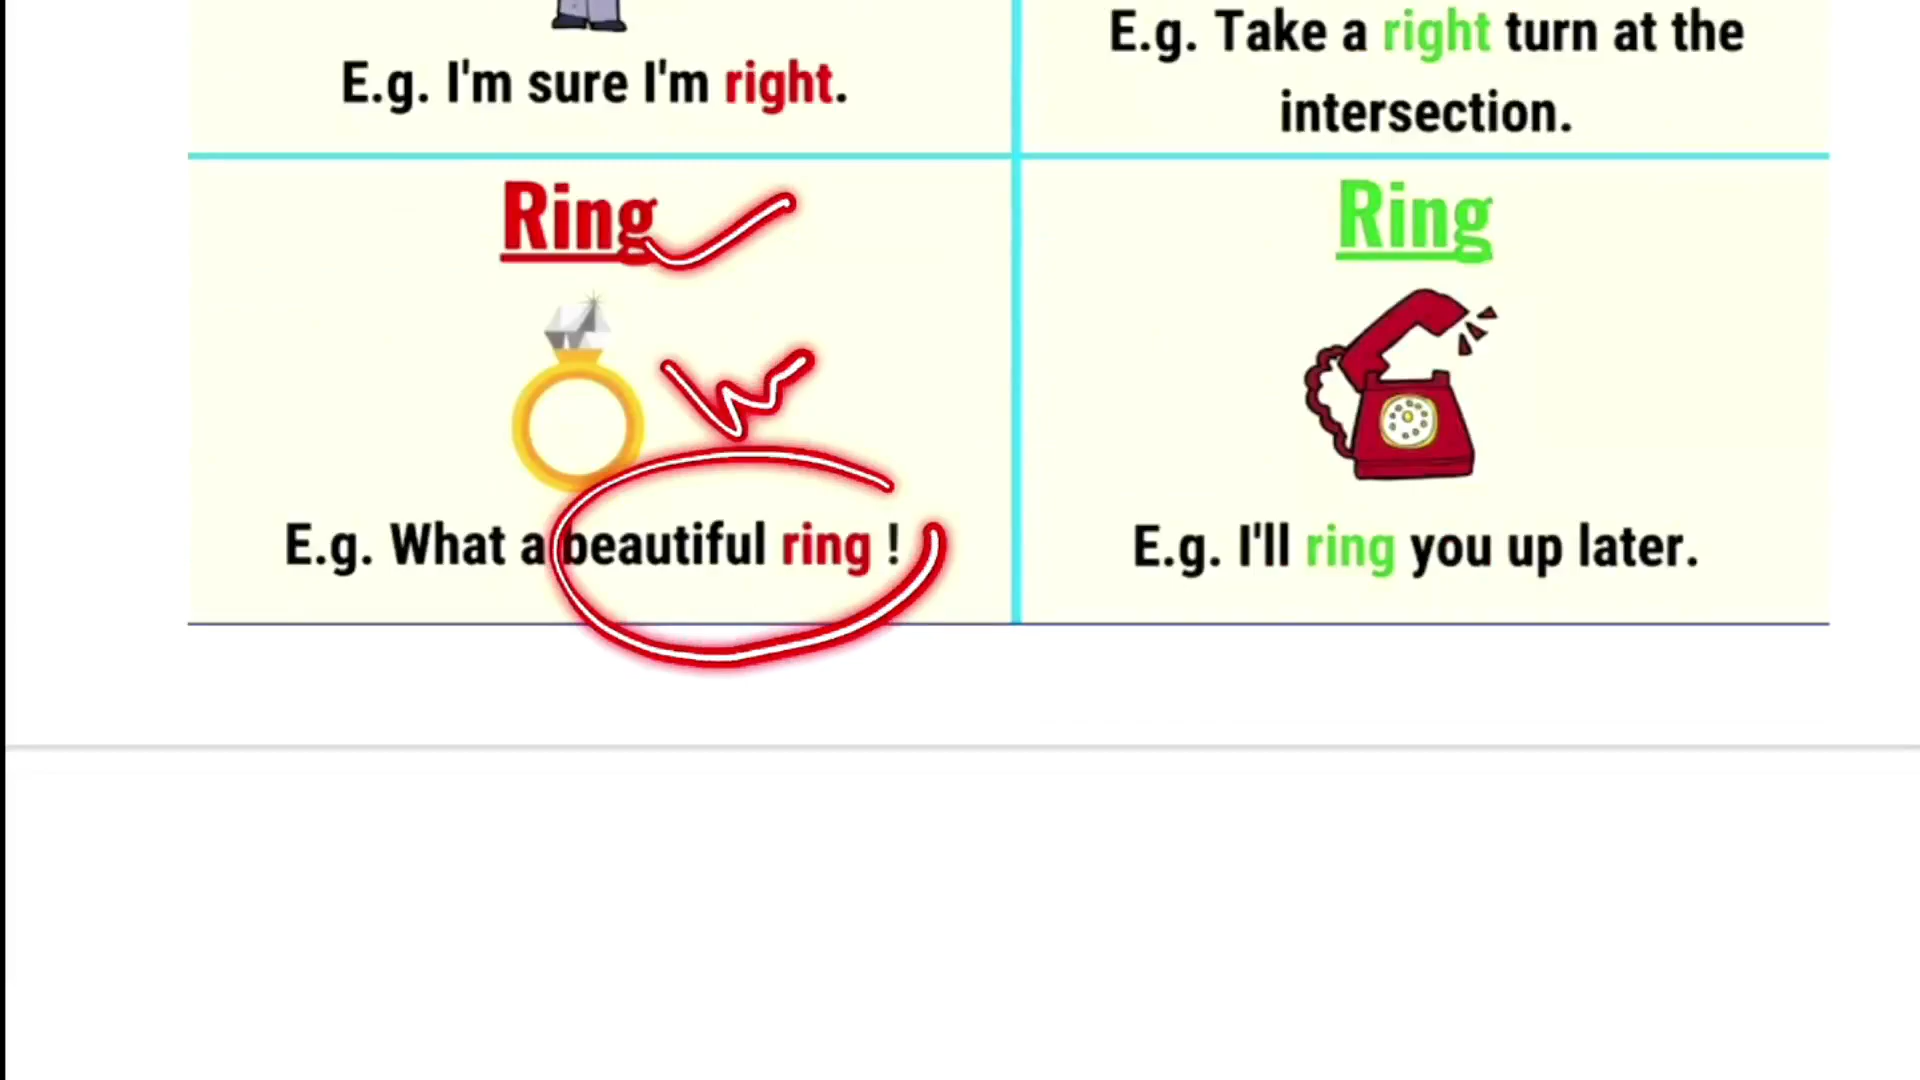 E.g. I'm sure I'm right.
E.g. Take a right turn at the
intersection.
Ring
E.g. What a beautiful ring !
Ring
E.g. I'll ring you up later.